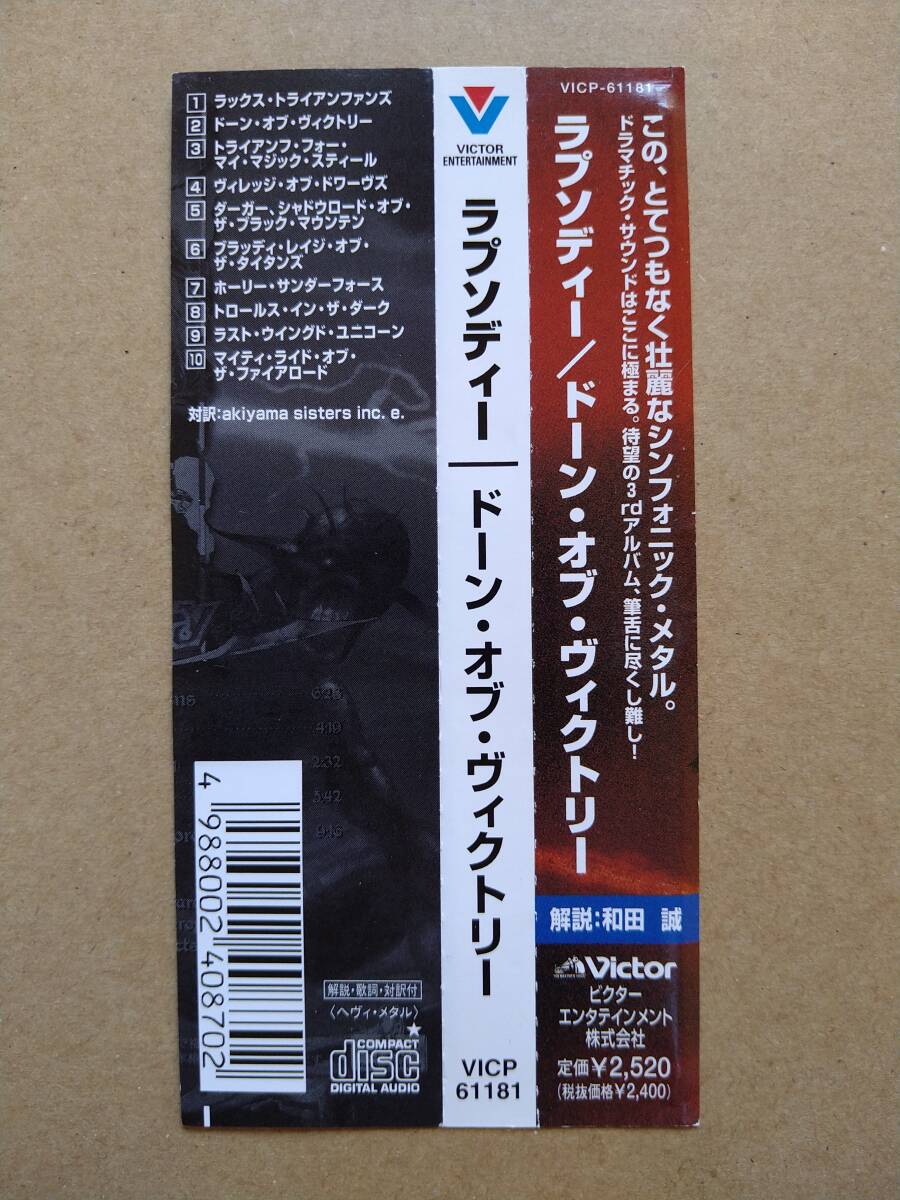 1 ラックス・トライアンファンズ
2 ドーン・オブ・ヴィクトリー
3 トライアンフ・フォー・
マイ・マジック・スティール
4 ヴィレッジ・オブ・ドワーヴズ
5 ダーガー、シャドウロード・オブ・
ザ・ブラック・マウンテン
6 ブラッディ・レイジ・オブ・
ザ・タイタンズ
7 ホーリー・サンダーフォース
8 トロールス・イン・ザ・ダーク
9 ラスト・ウイングド・ユニコーン
10 マイティ・ライド・オブ・
ザ・ファイアロード
対訳:akiyama sisters inc. e.
6:23
4:19
2:32
5:42
9:16
4 988002 408702
解説・歌詞・対訳付
〈ヘヴィ・メタル〉
★
COMPACT
disc
DIGITAL AUDIO
VICTOR
ENTERTAINMENT
ラプソディー
ドーン・オブ・ヴィクトリー
VICP
61181
VICP-61181
この、とてつもなく壮麗なシンフォニック・メタル。
ドラマチック・サウンドはここに極まる。待望の3rdアルバム、筆舌に尽くし難し!
ラプソディー/ドーン・オブ・ヴィクトリー
解説:和田 誠
Victor
ビクター
エンタテインメント
株式会社
定価¥2,520
(税抜価格¥2,400)